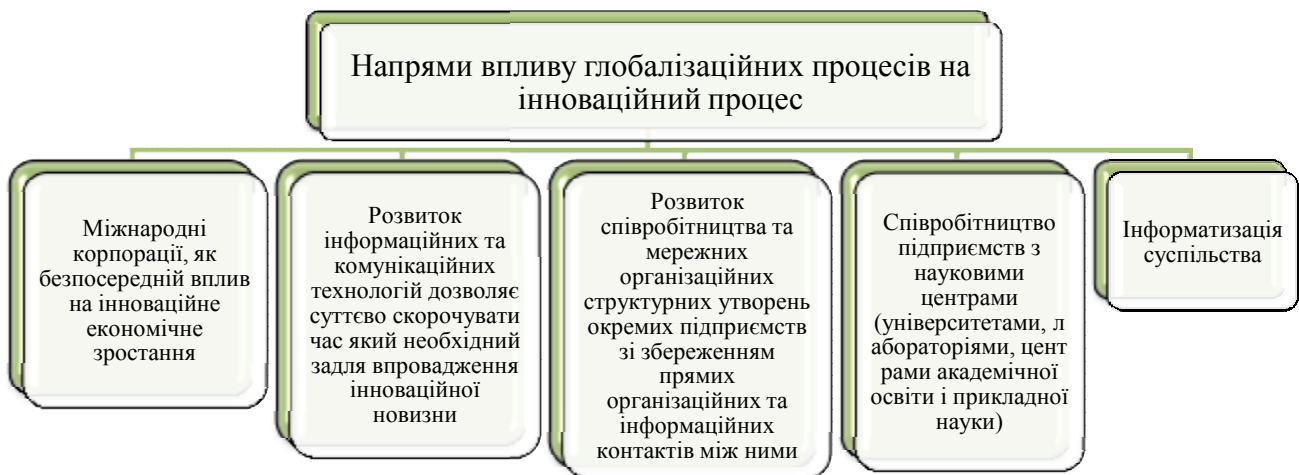 Напрями впливу глобалізаційних процесів на
інноваційний процес
Міжнародні
корпорації, як
безпосередній вплив
на інноваційне
економічне
зростання
Розвиток
інформаційних та
комунікаційних
технологій дозволяє
суттєво скорочувати
час який необхідний
задля впровадження
інноваційної
новизни
Розвиток
співробітництва та
мережних
організаційних
структурних утворень
окремих підприємств
зі збереженням
прямих
організаційних та
інформаційних
контактів між ними
Співробітництво
підприємств з
науковими
центрами
(університетами, л
абораторіями, цент
рами академічної
освіти і прикладної
науки)
Інформатизація
суспільства